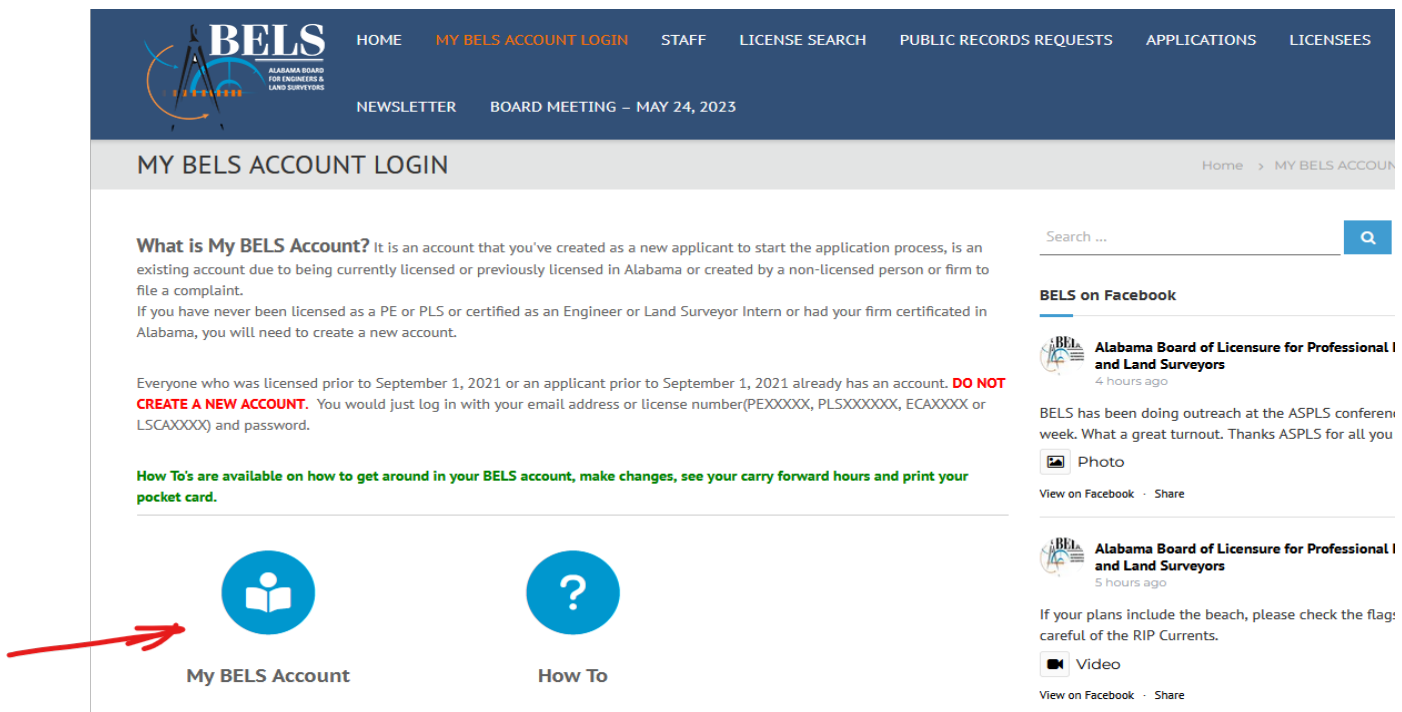 BELS
ALABAMA BOARD
FOR ENGINEERS &
LAND SURVEYORS
HOME MY BELS ACCOUNT LOGIN STAFF LICENSE SEARCH PUBLIC RECORDS REQUESTS APPLICATIONS LICENSEES
NEWSLETTER BOARD MEETING – MAY 24, 2023
MY BELS ACCOUNT LOGIN
Home > MY BELS ACCOUN
What is My BELS Account? It is an account that you've created as a new applicant to start the application process, is an
existing account due to being currently licensed or previously licensed in Alabama or created by a non-licensed person or firm to
file a complaint.
If you have never been licensed as a PE or PLS or certified as an Engineer or Land Surveyor Intern or had your firm certificated in
Alabama, you will need to create a new account.
Everyone who was licensed prior to September 1, 2021 or an applicant prior to September 1, 2021 already has an account. DO NOT
CREATE A NEW ACCOUNT. You would just log in with your email address or license number(PEXXXXX, PLSXXXXXX, ECAXXXX or
LSCAXXXX) and password.
How To's are available on how to get around in your BELS account, make changes, see your carry forward hours and print your
pocket card.
My BELS Account
?
How To
Search ...
BELS on Facebook
BELS
Alabama Board of Licensure for Professional
and Land Surveyors
4 hours ago
BELS has been doing outreach at the ASPLS conferen
week. What a great turnout. Thanks ASPLS for all you
Photo
View on Facebook · Share
BELS
Alabama Board of Licensure for Professional
and Land Surveyors
5 hours ago
If your plans include the beach, please check the flags
careful of the RIP Currents.
Video
View on Facebook · Share